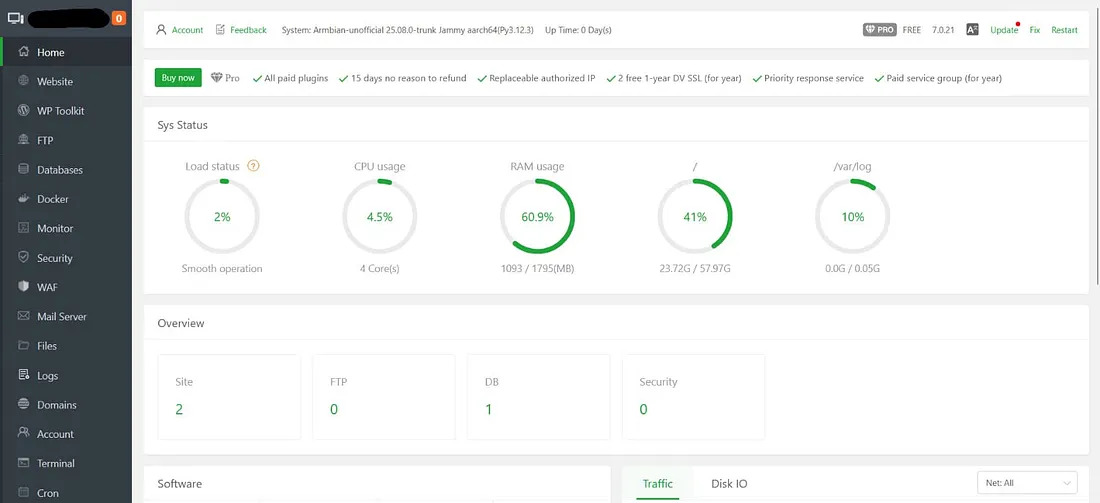 0
Home
Website
WP Toolkit
FTP
Databases
Docker
Monitor
Security
WAF
Mail Server
Files
Logs
Domains
Account
Terminal
Cron
Account Feedback System: Armbian-unofficial 25.08.0-trunk Jammy aarch64(Py3.12.3) Up Time: 0 Day(s) PRO FREE 7.0.21 Update Fix Restart
Buy now Pro All paid plugins 15 days no reason to refund Replaceable authorized IP 2 free 1-year DV SSL (for year) Priority response service Paid service group (for year)
Sys Status
Load status ? CPU usage RAM usage / /var/log
2% 4.5% 60.9% 41% 10%
Smooth operation 4 Core(s) 1093 / 1795(MB) 23.72G / 57.97G 0.0G / 0.05G
Overview
Site FTP DB Security
2 0 1 0
Software
Traffic Disk IO Net: All